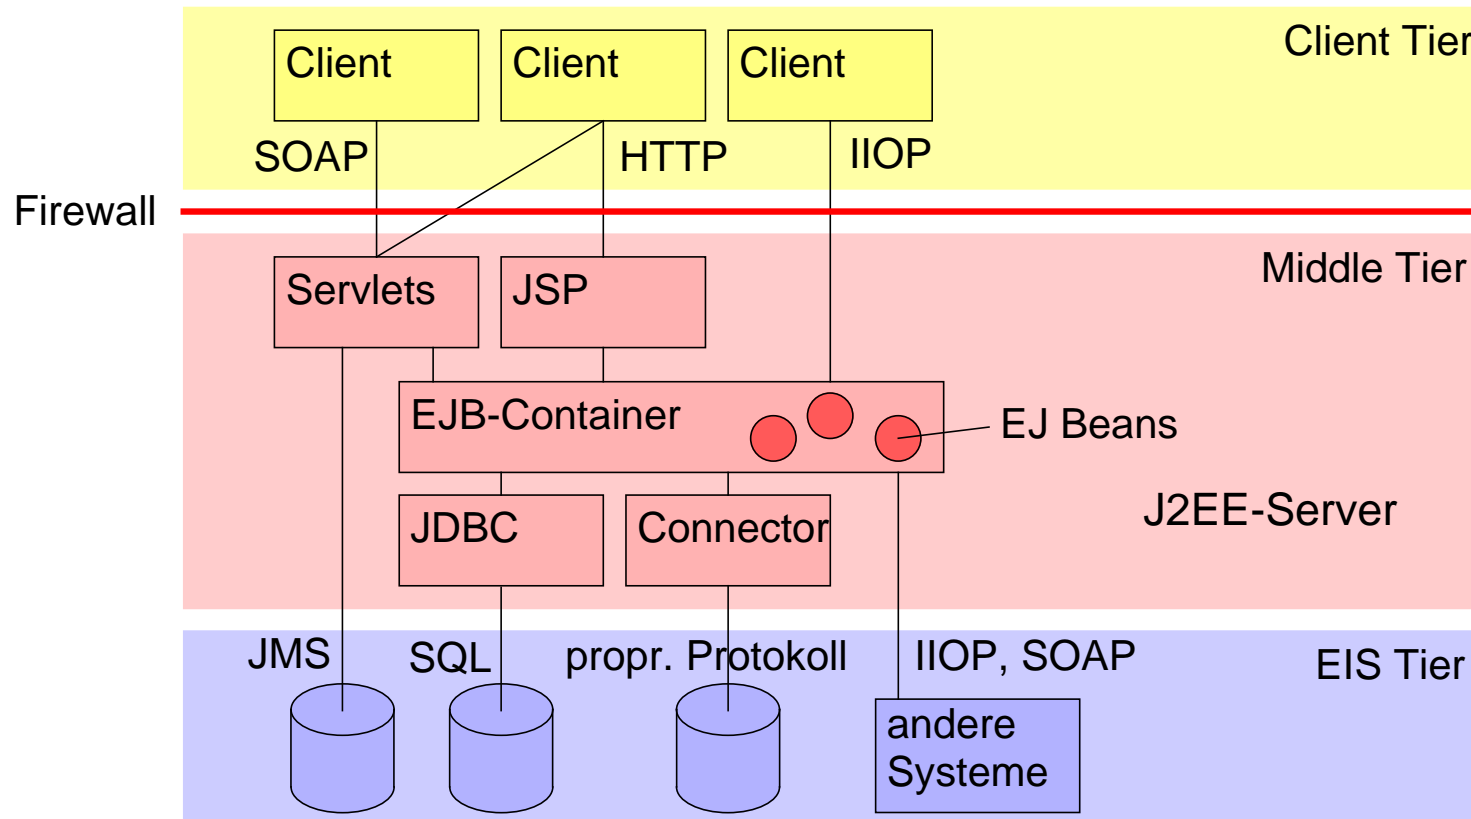 Client
Client
Client
Client Tier
SOAP
HTTP
IIOP
Firewall
Middle Tier
Servlets
JSP
EJB-Container
EJ Beans
J2EE-Server
JDBC
Connector
JMS
SQL
propr. Protokoll
IIOP, SOAP
EIS Tier
andere
Systeme